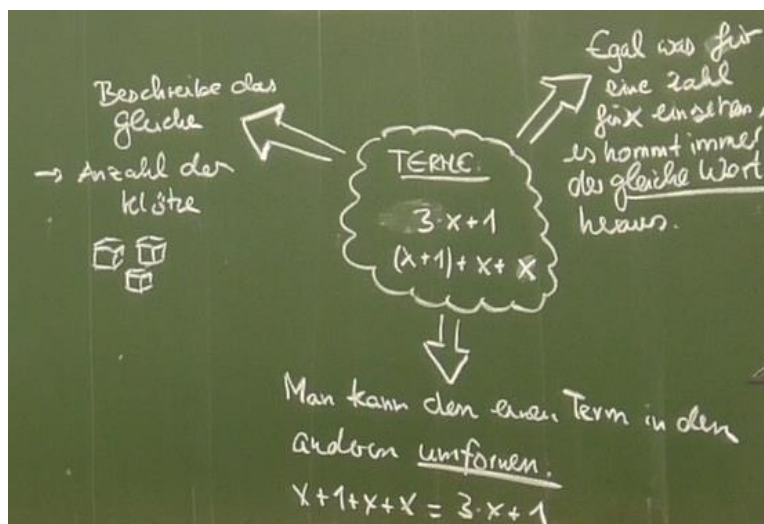 Beschreibe das
gleiche
→ Anzahl der
Klötze
TERME
3·x+1
(x+1)+x+x
Egal was für
eine Zahl
für x einsetzen,
es kommt immer
der gleiche Wert
heraus.
Man kann den einen Term in den
anderen umformen.
x+1+x+x = 3·x+1